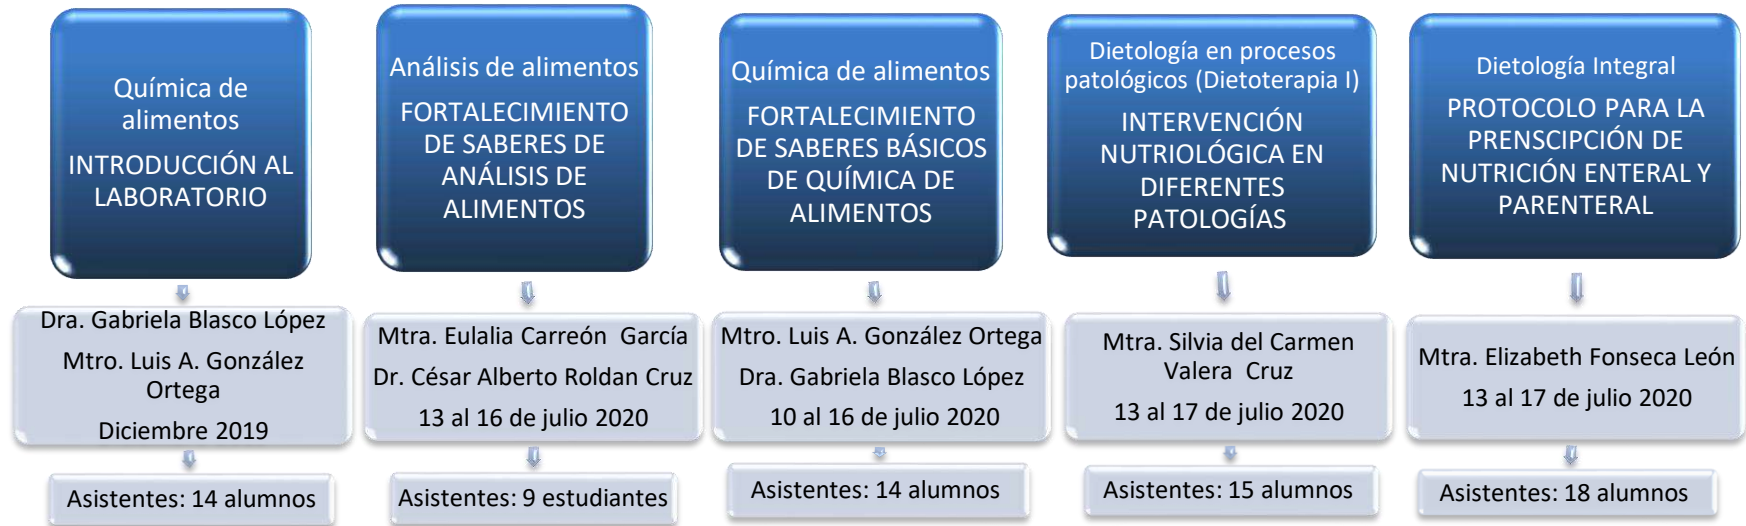 Química de
alimentos
INTRODUCCIÓN AL
LABORATORIO
Dra. Gabriela Blasco López
Mtro. Luis A. González
Ortega
Diciembre 2019
Asistentes: 14 alumnos
Análisis de alimentos
FORTALECIMIENTO
DE SABERES DE
ANÁLISIS DE
ALIMENTOS
Mtra. Eulalia Carreón  García
Dr. César Alberto Roldan Cruz
13 al 16 de julio 2020
Asistentes: 9 estudiantes
Química de alimentos
FORTALECIMIENTO
DE SABERES BÁSICOS
DE QUÍMICA DE
ALIMENTOS
Mtro. Luis A. González Ortega
Dra. Gabriela Blasco López
10 al 16 de julio 2020
Asistentes: 14 alumnos
Dietología en procesos
patológicos (Dietoterapia I)
INTERVENCIÓN
NUTRIOLÓGICA EN
DIFERENTES
PATOLOGÍAS
Mtra. Silvia del Carmen
Valera  Cruz
13 al 17 de julio 2020
Asistentes: 15 alumnos
Dietología Integral
PROTOCOLO PARA LA
PRENSCIPCIÓN DE
NUTRICIÓN ENTERAL Y
PARENTERAL
Mtra. Elizabeth Fonseca León
13 al 17 de julio 2020
Asistentes: 18 alumnos